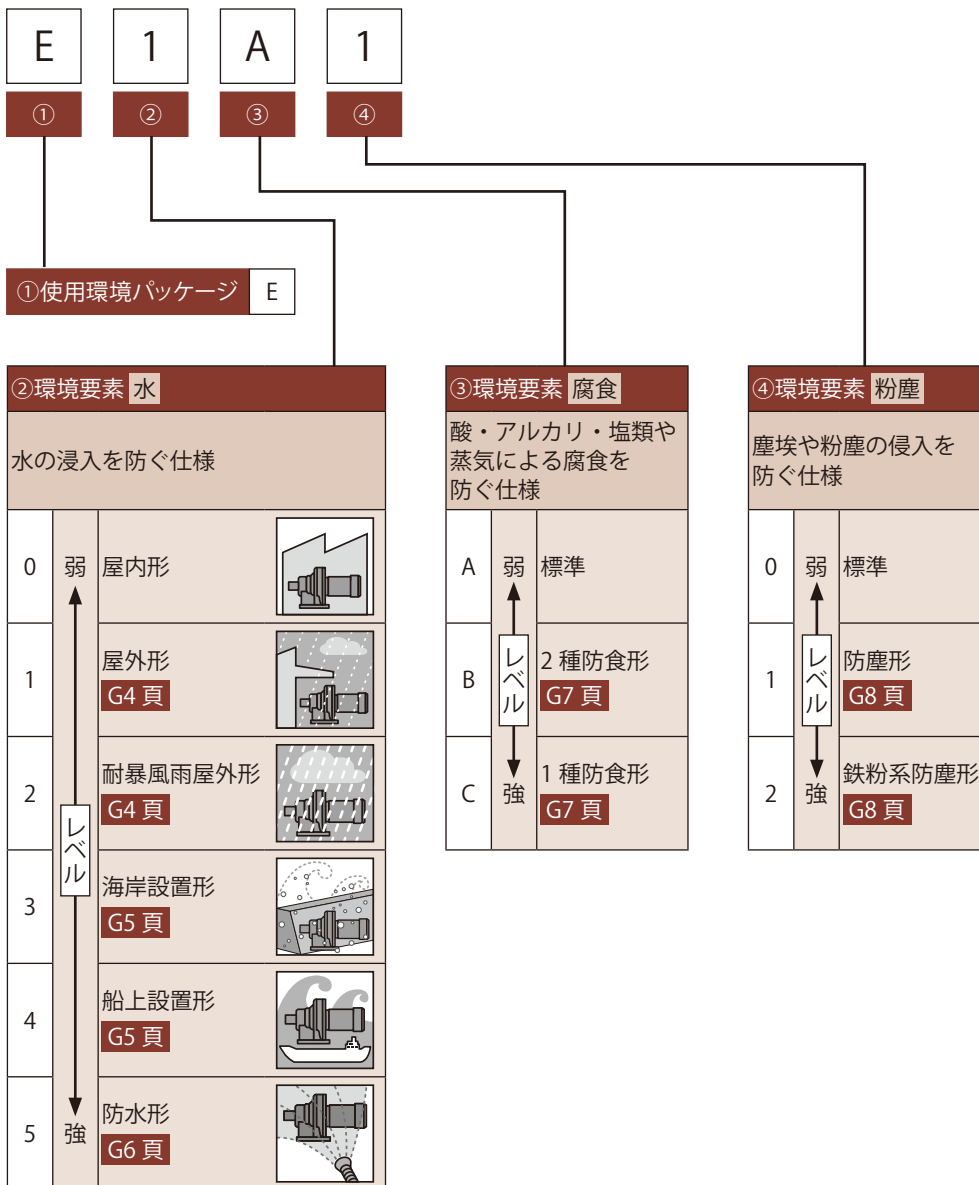 E 1 A 1
① ② ③ ④
①使用環境パッケージ E
②環境要素 水
水の浸入を防ぐ仕様
0 弱 屋内形
1 屋外形
G4 頁
2 耐暴風雨屋外形
G4 頁
レベル
3 海岸設置形
G5 頁
4 船上設置形
G5 頁
5 強 防水形
G6 頁
③環境要素 腐食
酸・アルカリ・塩類や
蒸気による腐食を
防ぐ仕様
A 弱 標準
レベル
B 2 種防食形
G7 頁
C 強 1 種防食形
G7 頁
④環境要素 粉塵
塵埃や粉塵の侵入を
防ぐ仕様
0 弱 標準
レベル
1 防塵形
G8 頁
2 強 鉄粉系防塵形
G8 頁